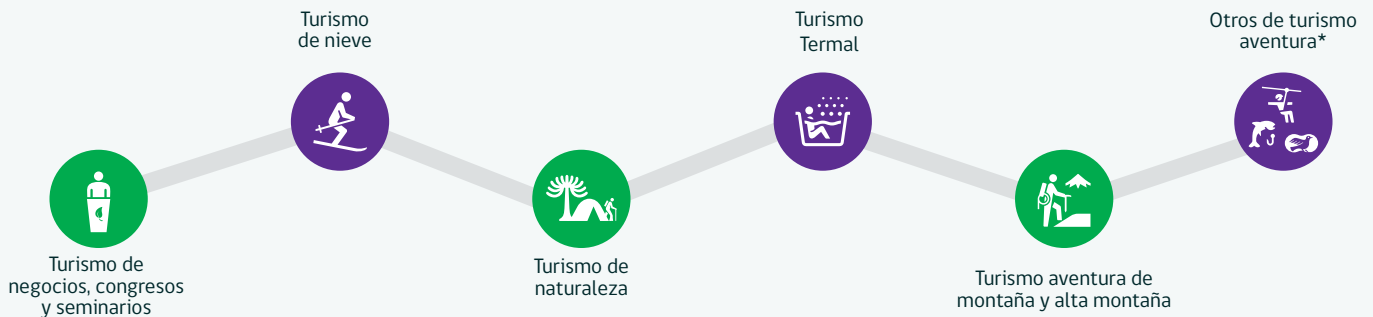 Turismo
de nieve
Turismo
Termal
Otros de turismo
aventura*
Turismo de
negocios, congresos
y seminarios
Turismo de
naturaleza
Turismo aventura de
montaña y alta montaña